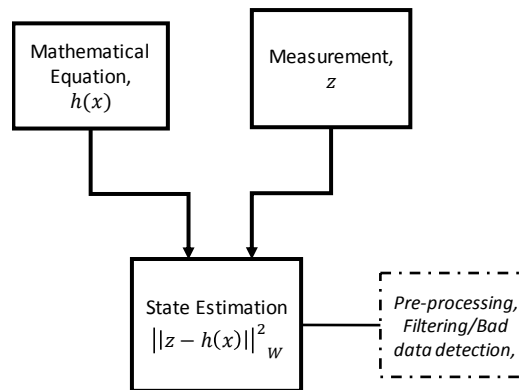 Mathematical
Equation,
h(x)
Measurement,
z
State Estimation
||z − h(x)||²_W
Pre-processing,
Filtering/Bad
data detection,